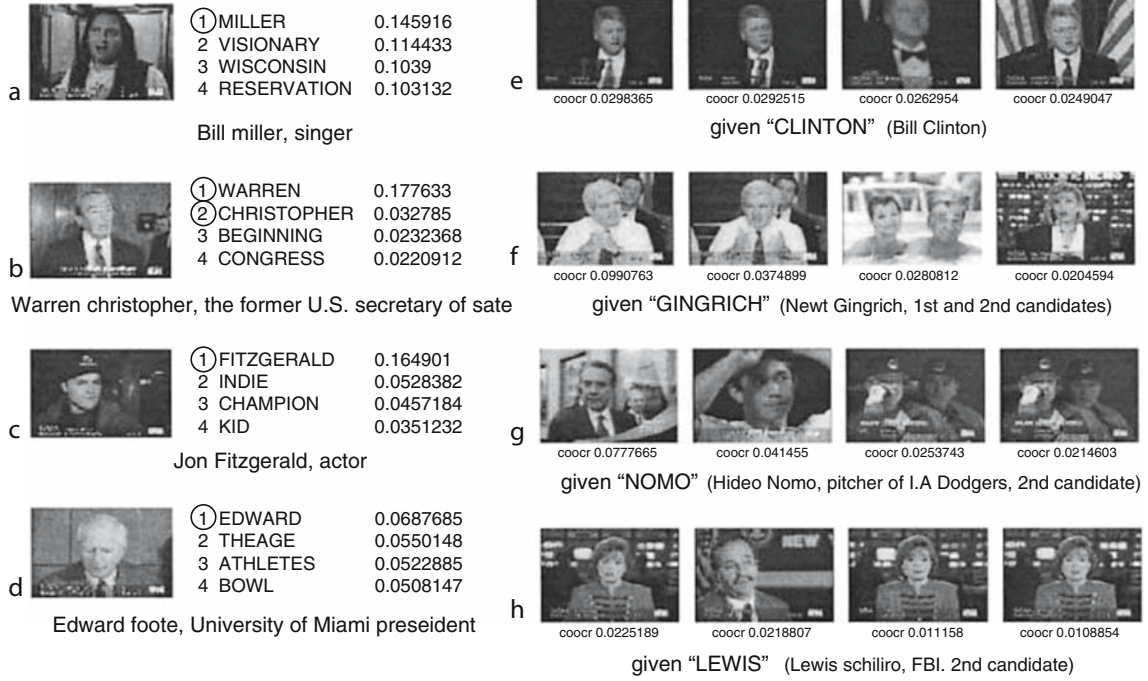 a
① MILLER 0.145916
2 VISIONARY 0.114433
3 WISCONSIN 0.1039
4 RESERVATION 0.103132
Bill miller, singer
b
① WARREN 0.177633
② CHRISTOPHER 0.032785
3 BEGINNING 0.0232368
4 CONGRESS 0.0220912
Warren christopher, the former U.S. secretary of sate
c
① FITZGERALD 0.164901
2 INDIE 0.0528382
3 CHAMPION 0.0457184
4 KID 0.0351232
Jon Fitzgerald, actor
d
① EDWARD 0.0687685
2 THEAGE 0.0550148
3 ATHLETES 0.0522885
4 BOWL 0.0508147
Edward foote, University of Miami preseident
e
coocr 0.0298365 coocr 0.0292515 coocr 0.0262954 coocr 0.0249047
given “CLINTON” (Bill Clinton)
f
coocr 0.0990763 coocr 0.0374899 coocr 0.0280812 coocr 0.0204594
given “GINGRICH” (Newt Gingrich, 1st and 2nd candidates)
g
coocr 0.0777665 coocr 0.041455 coocr 0.0253743 coocr 0.0214603
given “NOMO” (Hideo Nomo, pitcher of I.A Dodgers, 2nd candidate)
h
NEW
coocr 0.0225189 coocr 0.0218807 coocr 0.011158 coocr 0.0108854
given “LEWIS” (Lewis schiliro, FBI. 2nd candidate)